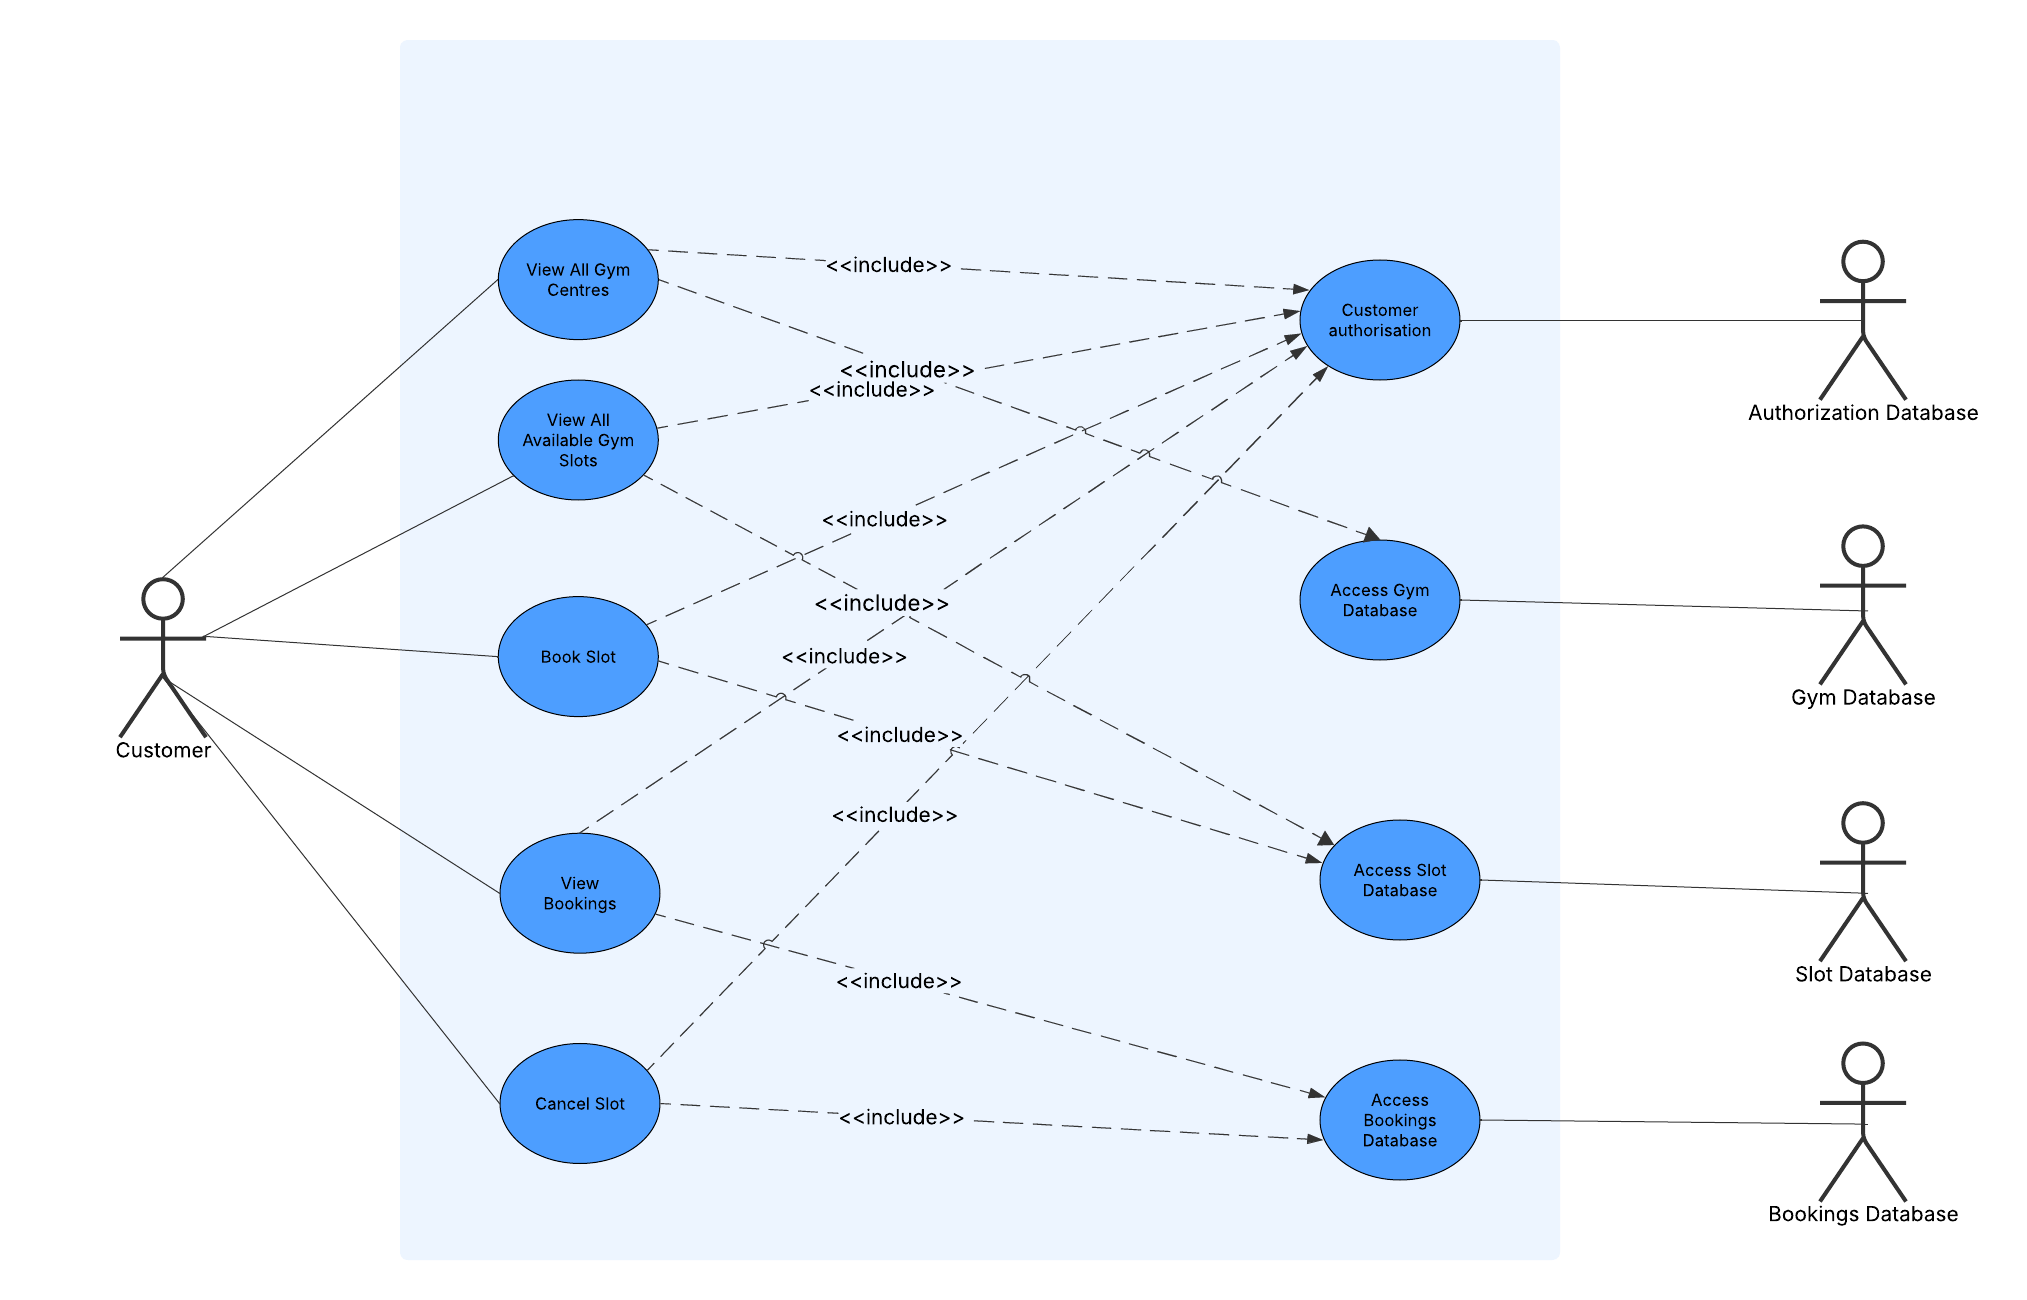 View All Gym
Centres
<<include>>
Customer
authorisation
<<include>>
<<include>>
View All
Available Gym
Slots
Authorization Database
<<include>>
Access Gym
Database
<<include>>
Book Slot
<<include>>
Gym Database
<<include>>
Customer
<<include>>
View
Bookings
Access Slot
Database
Slot Database
<<include>>
Cancel Slot
<<include>>
Access
Bookings
Database
Bookings Database